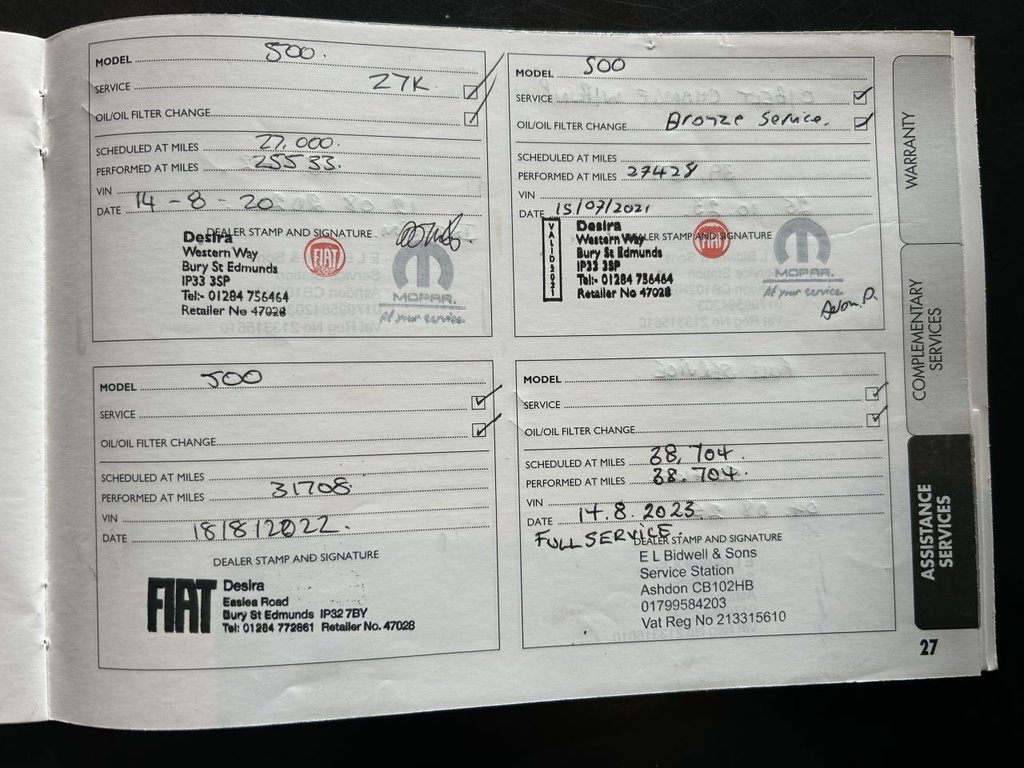 MODEL 500.
SERVICE 27K
OIL/OIL FILTER CHANGE
SCHEDULED AT MILES 27,000.
PERFORMED AT MILES 25533.
VIN
DATE 14-8-20
DEALER STAMP AND SIGNATURE
Desira
Western Way
Bury St Edmunds
IP33 3SP
Tel:- 01284 756464
Retailer No 47028
FIAT
MOPAR.
At your service.
MODEL 500
SERVICE
OIL/OIL FILTER CHANGE Bronze Service.
SCHEDULED AT MILES
PERFORMED AT MILES 27428
VIN
DATE 15/07/2021
DEALER STAMP AND SIGNATURE
VALID2021
Desira
Western Way
Bury St Edmunds
IP33 3SP
Tel:- 01284 756464
Retailer No 47028
FIAT
MOPAR.
At your service
MODEL 500
SERVICE
OIL/OIL FILTER CHANGE
SCHEDULED AT MILES
PERFORMED AT MILES 31708
VIN
DATE 18/8/2022.
DEALER STAMP AND SIGNATURE
FIAT
Desira
Easlea Road
Bury St Edmunds IP32 7BY
Tel: 01284 772861 Retailer No. 47028
MODEL
SERVICE
OIL/OIL FILTER CHANGE
SCHEDULED AT MILES 38,704.
PERFORMED AT MILES 38.704.
VIN
DATE 14.8.2023
FULL SERVICE.
DEALER STAMP AND SIGNATURE
E L Bidwell & Sons
Service Station
Ashdon CB102HB
01799584203
Vat Reg No 213315610
WARRANTY
COMPLEMENTARY SERVICES
ASSISTANCE SERVICES
27